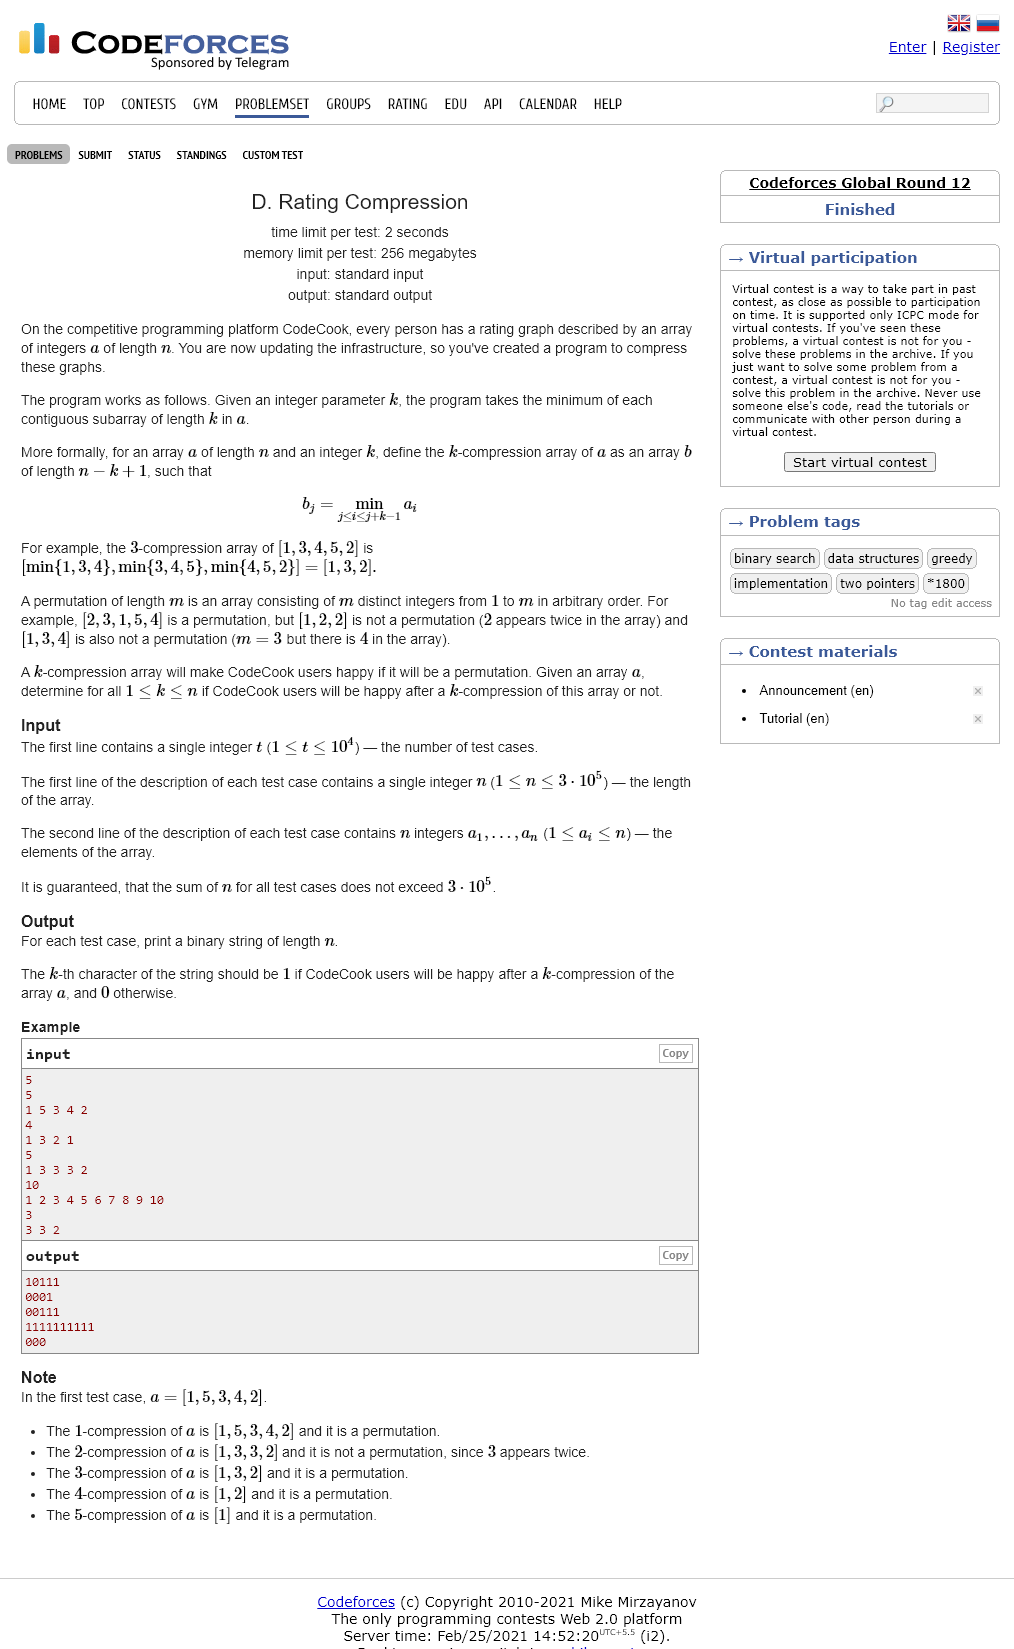 CODEFORCES
Sponsored by Telegram
Enter | Register
HOME TOP CONTESTS GYM PROBLEMSET GROUPS RATING EDU API CALENDAR HELP
PROBLEMS SUBMIT STATUS STANDINGS CUSTOM TEST
D. Rating Compression
time limit per test: 2 seconds
memory limit per test: 256 megabytes
input: standard input
output: standard output
On the competitive programming platform CodeCook, every person has a rating graph described by an array
of integers a of length n. You are now updating the infrastructure, so you've created a program to compress
these graphs.
The program works as follows. Given an integer parameter k, the program takes the minimum of each
contiguous subarray of length k in a.
More formally, for an array a of length n and an integer k, define the k-compression array of a as an array b
of length n − k + 1, such that
b_j = min_{j≤i≤j+k−1} a_i
For example, the 3-compression array of [1, 3, 4, 5, 2] is
[min{1, 3, 4}, min{3, 4, 5}, min{4, 5, 2}] = [1, 3, 2].
A permutation of length m is an array consisting of m distinct integers from 1 to m in arbitrary order. For
example, [2, 3, 1, 5, 4] is a permutation, but [1, 2, 2] is not a permutation (2 appears twice in the array) and
[1, 3, 4] is also not a permutation (m = 3 but there is 4 in the array).
A k-compression array will make CodeCook users happy if it will be a permutation. Given an array a,
determine for all 1 ≤ k ≤ n if CodeCook users will be happy after a k-compression of this array or not.
Input
The first line contains a single integer t (1 ≤ t ≤ 10^4) — the number of test cases.
The first line of the description of each test case contains a single integer n (1 ≤ n ≤ 3 · 10^5) — the length
of the array.
The second line of the description of each test case contains n integers a_1, …, a_n (1 ≤ a_i ≤ n) — the
elements of the array.
It is guaranteed, that the sum of n for all test cases does not exceed 3 · 10^5.
Output
For each test case, print a binary string of length n.
The k-th character of the string should be 1 if CodeCook users will be happy after a k-compression of the
array a, and 0 otherwise.
Example
input Copy
5
5
1 5 3 4 2
4
1 3 2 1
5
1 3 3 3 2
10
1 2 3 4 5 6 7 8 9 10
3
3 3 2
output Copy
10111
0001
00111
1111111111
000
Note
In the first test case, a = [1, 5, 3, 4, 2].
• The 1-compression of a is [1, 5, 3, 4, 2] and it is a permutation.
• The 2-compression of a is [1, 3, 3, 2] and it is not a permutation, since 3 appears twice.
• The 3-compression of a is [1, 3, 2] and it is a permutation.
• The 4-compression of a is [1, 2] and it is a permutation.
• The 5-compression of a is [1] and it is a permutation.
Codeforces Global Round 12
Finished
→ Virtual participation
Virtual contest is a way to take part in past
contest, as close as possible to participation
on time. It is supported only ICPC mode for
virtual contests. If you've seen these
problems, a virtual contest is not for you -
solve these problems in the archive. If you
just want to solve some problem from a
contest, a virtual contest is not for you -
solve this problem in the archive. Never use
someone else's code, read the tutorials or
communicate with other person during a
virtual contest.
Start virtual contest
→ Problem tags
binary search data structures greedy
implementation two pointers *1800
No tag edit access
→ Contest materials
• Announcement (en)
• Tutorial (en)
Codeforces (c) Copyright 2010-2021 Mike Mirzayanov
The only programming contests Web 2.0 platform
Server time: Feb/25/2021 14:52:20 UTC+5.5 (i2).